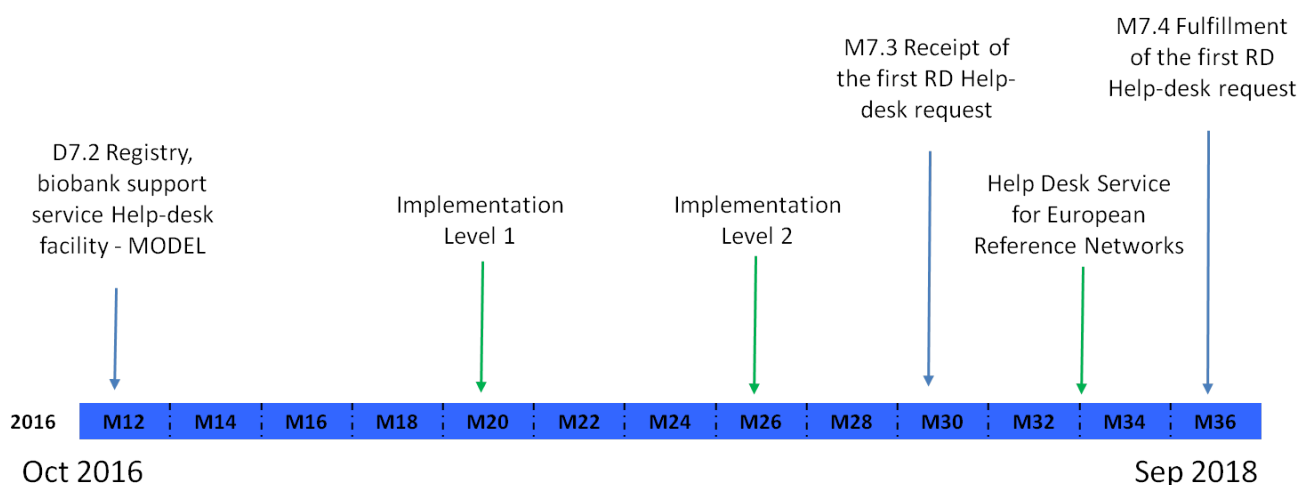 D7.2 Registry,
biobank support
service Help-desk
facility - MODEL
Implementation
Level 1
Implementation
Level 2
M7.3 Receipt of
the first RD Help-
desk request
Help Desk Service
for European
Reference Networks
M7.4 Fulfillment
of the first RD
Help-desk request
2016 M12 M14 M16 M18 M20 M22 M24 M26 M28 M30 M32 M34 M36
Oct 2016
Sep 2018